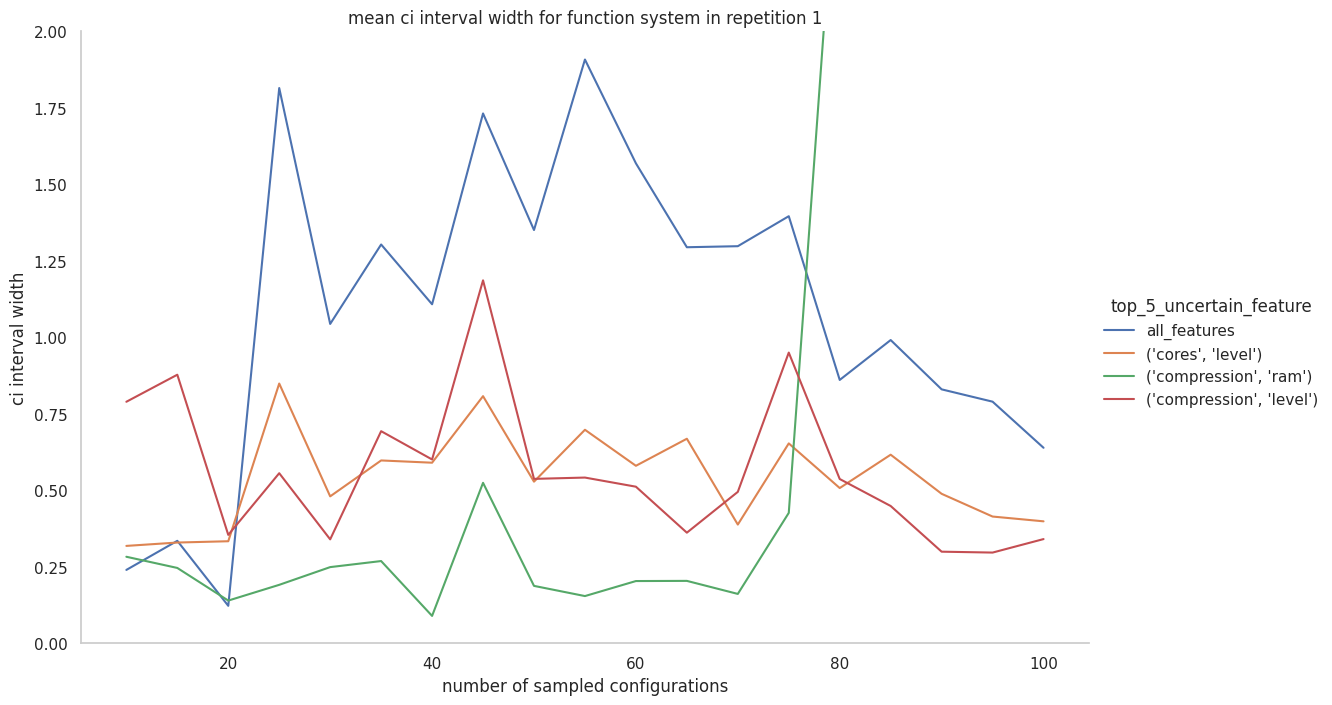 mean ci interval width for function system in repetition 1
2.00
1.75
1.50
1.25
1.00
0.75
0.50
0.25
0.00
ci interval width
20
40
60
80
100
number of sampled configurations
top_5_uncertain_feature
all_features
('cores', 'level')
('compression', 'ram')
('compression', 'level')